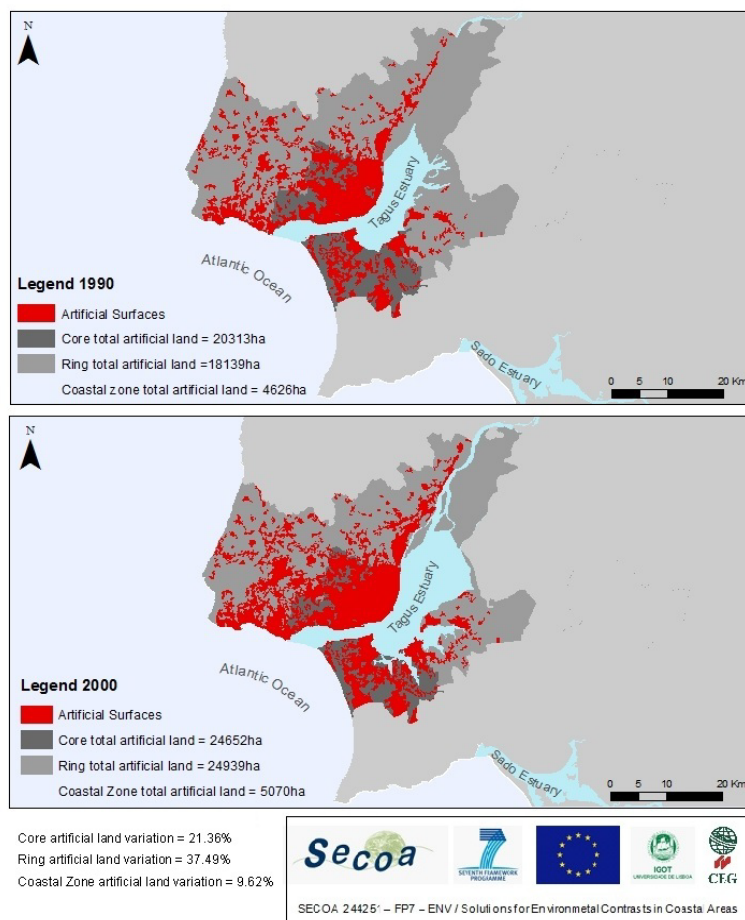 N
Tagus Estuary
Atlantic Ocean
Legend 1990
Artificial Surfaces
Core total artificial land = 20313ha
Ring total artificial land =18139ha
Coastal zone total artificial land = 4626ha
Sado Estuary
0 5 10 20 Km
N
Tagus Estuary
Atlantic Ocean
Legend 2000
Artificial Surfaces
Core total artificial land = 24652ha
Ring total artificial land = 24939ha
Coastal Zone total artificial land = 5070ha
Sado Estuary
0 5 10 20 Km
Core artificial land variation = 21.36%
Ring artificial land variation = 37.49%
Coastal Zone artificial land variation = 9.62%
Secoa
7
SEVENTH FRAMEWORK
PROGRAMME
IGOT
UNIVERSIDADE DE LISBOA
CEG
SECOA 244251 – FP7 – ENV / Solutions for Environmetal Contrasts in Coastal Areas